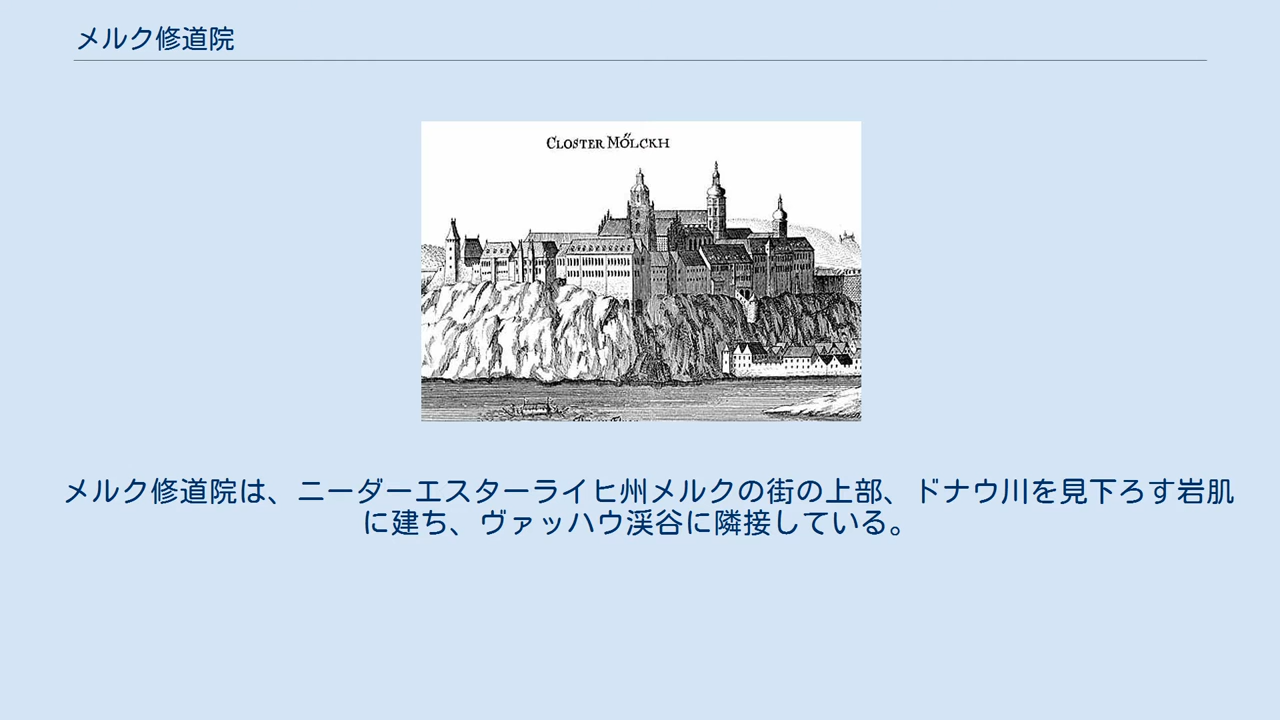 メルク修道院
CLOSTER MŐLCKH
メルク修道院は、ニーダーエスターライヒ州メルクの街の上部、ドナウ川を見下ろす岩肌
に建ち、ヴァッハウ渓谷に隣接している。